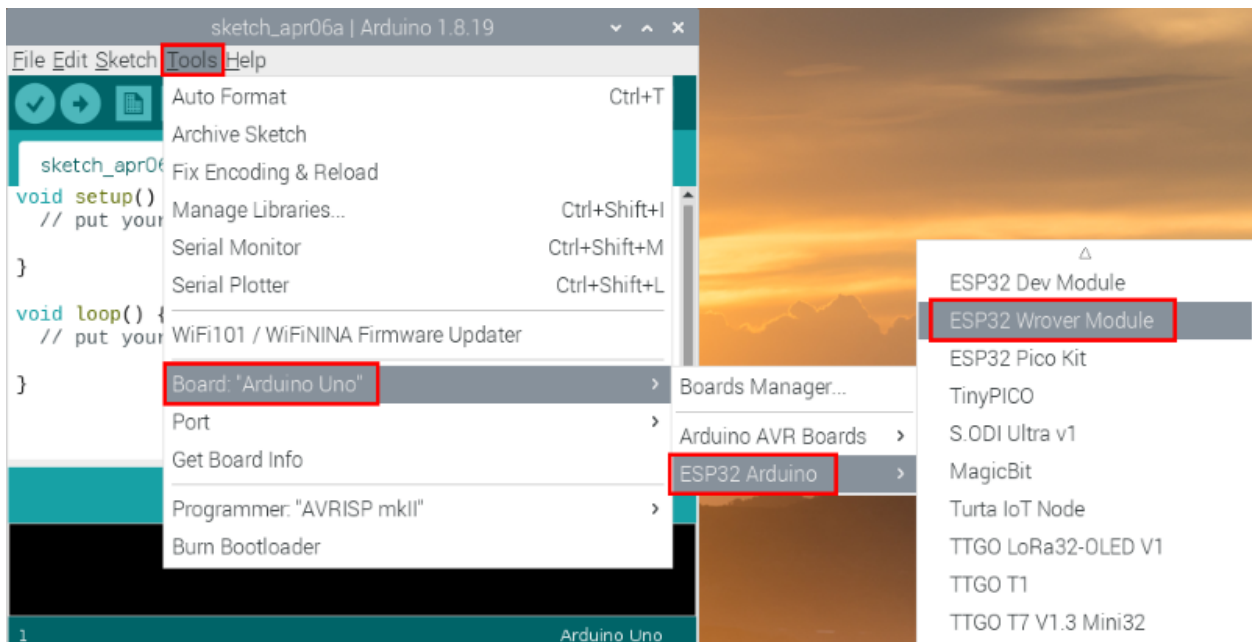 sketch_apr06a | Arduino 1.8.19
File Edit Sketch Tools Help
Auto Format Ctrl+T
Archive Sketch
sketch_apr06
Fix Encoding & Reload
void setup()
Manage Libraries... Ctrl+Shift+I
// put your
Serial Monitor Ctrl+Shift+M
}
Serial Plotter Ctrl+Shift+L
void loop() {
WiFi101 / WiFiNINA Firmware Updater
// put your
}
Board: "Arduino Uno"
Port
Get Board Info
Programmer: "AVRISP mkII"
Burn Bootloader
1 Arduino Uno
Boards Manager...
Arduino AVR Boards
ESP32 Arduino
ESP32 Dev Module
ESP32 Wrover Module
ESP32 Pico Kit
TinyPICO
S.ODI Ultra v1
MagicBit
Turta IoT Node
TTGO LoRa32-OLED V1
TTGO T1
TTGO T7 V1.3 Mini32